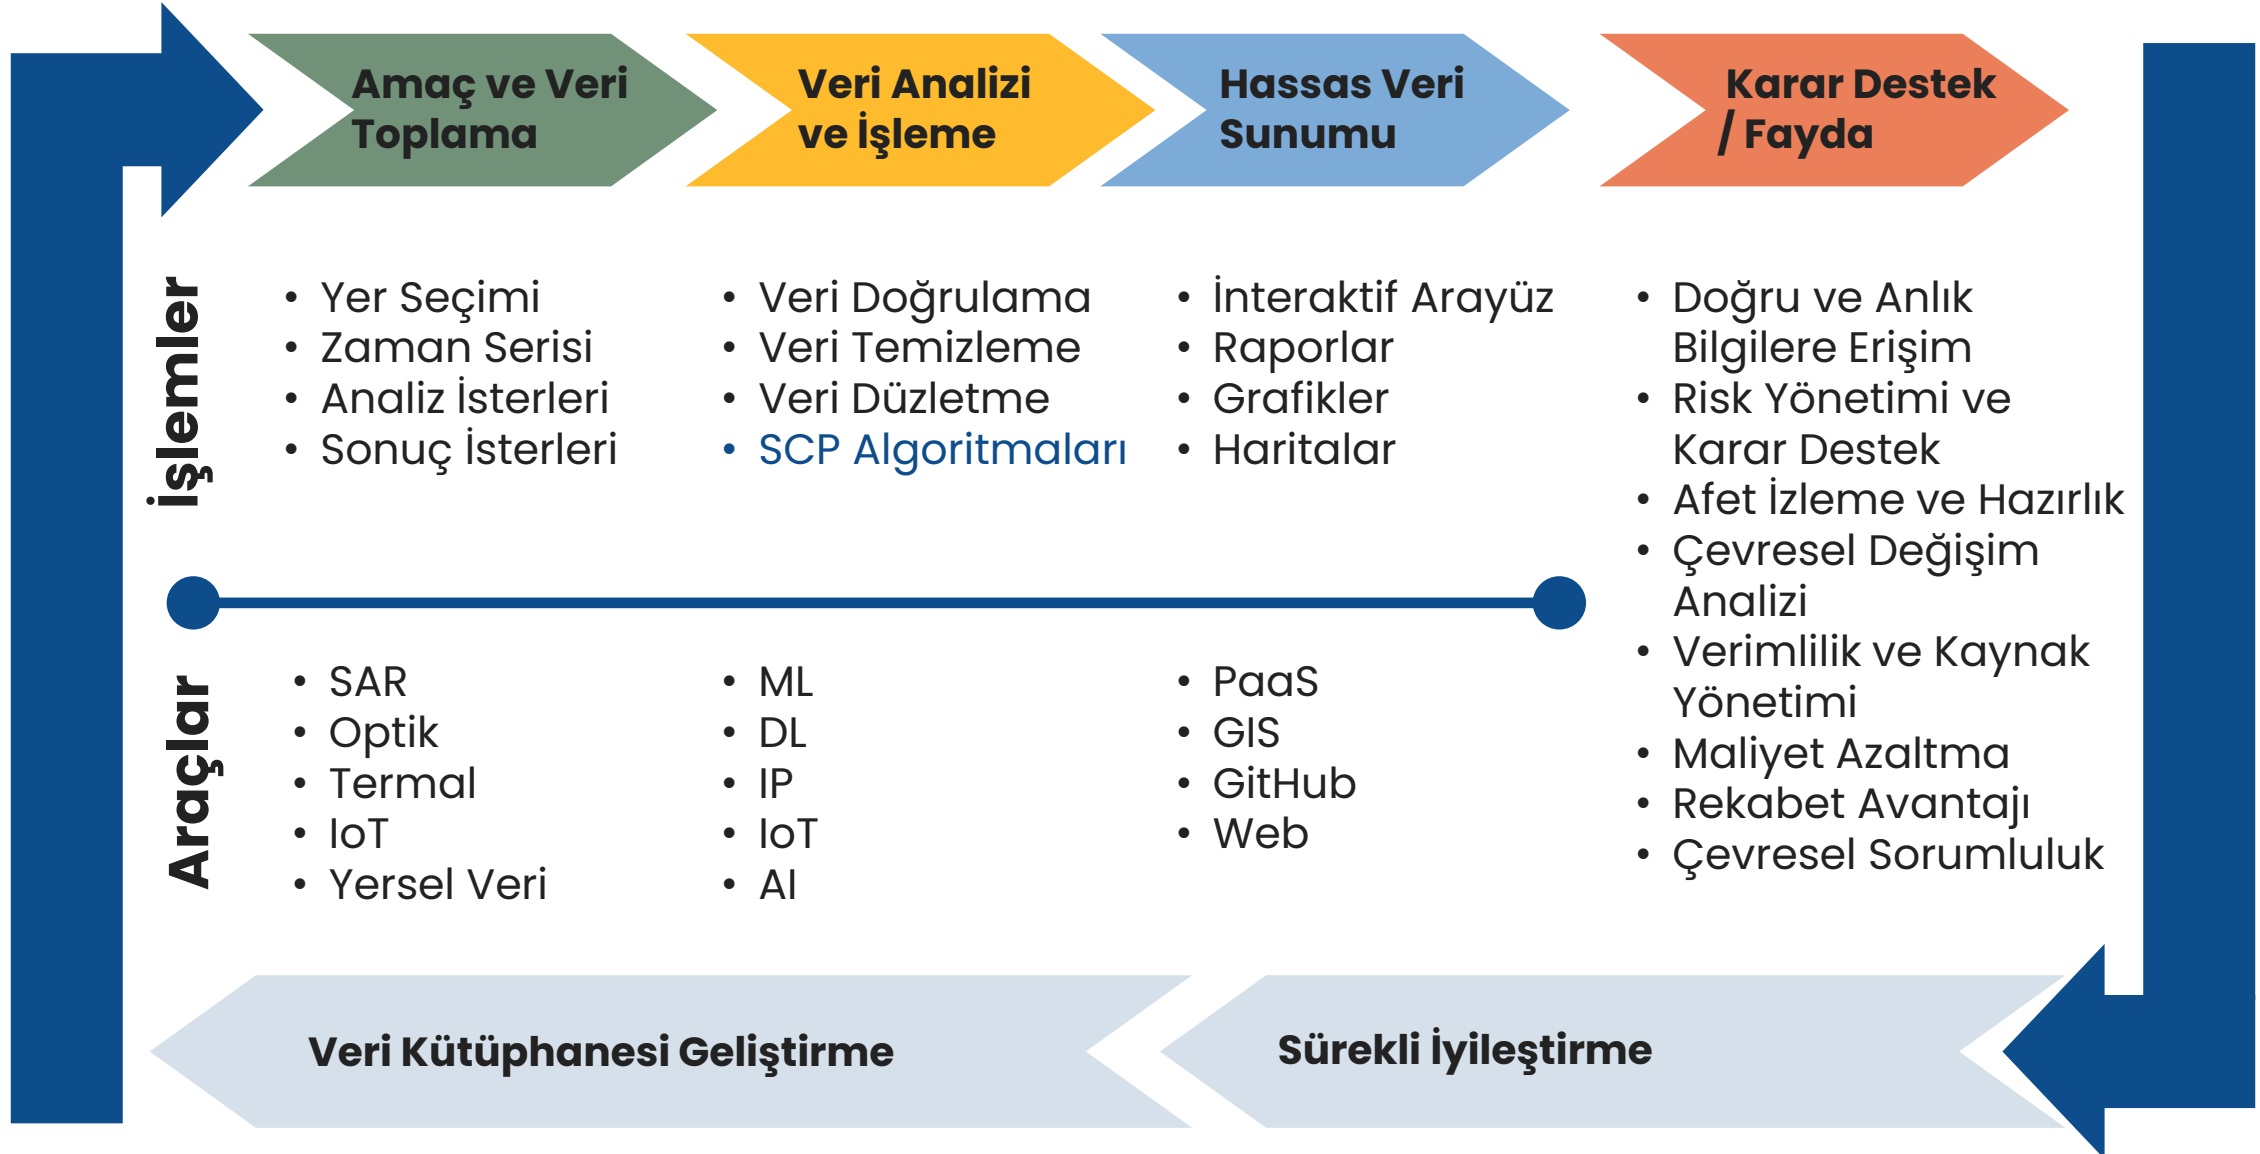 Amaç ve Veri
Toplama
Veri Analizi
ve İşleme
Hassas Veri
Sunumu
Karar Destek
/ Fayda
İşlemler
• Yer Seçimi
• Zaman Serisi
• Analiz İsterleri
• Sonuç İsterleri
• Veri Doğrulama
• Veri Temizleme
• Veri Düzletme
• SCP Algoritmaları
• İnteraktif Arayüz
• Raporlar
• Grafikler
• Haritalar
• Doğru ve Anlık
Bilgilere Erişim
• Risk Yönetimi ve
Karar Destek
• Afet İzleme ve Hazırlık
• Çevresel Değişim
Analizi
• Verimlilik ve Kaynak
Yönetimi
• Maliyet Azaltma
• Rekabet Avantajı
• Çevresel Sorumluluk
Araçlar
• SAR
• Optik
• Termal
• IoT
• Yersel Veri
• ML
• DL
• IP
• IoT
• AI
• PaaS
• GIS
• GitHub
• Web
Veri Kütüphanesi Geliştirme
Sürekli İyileştirme